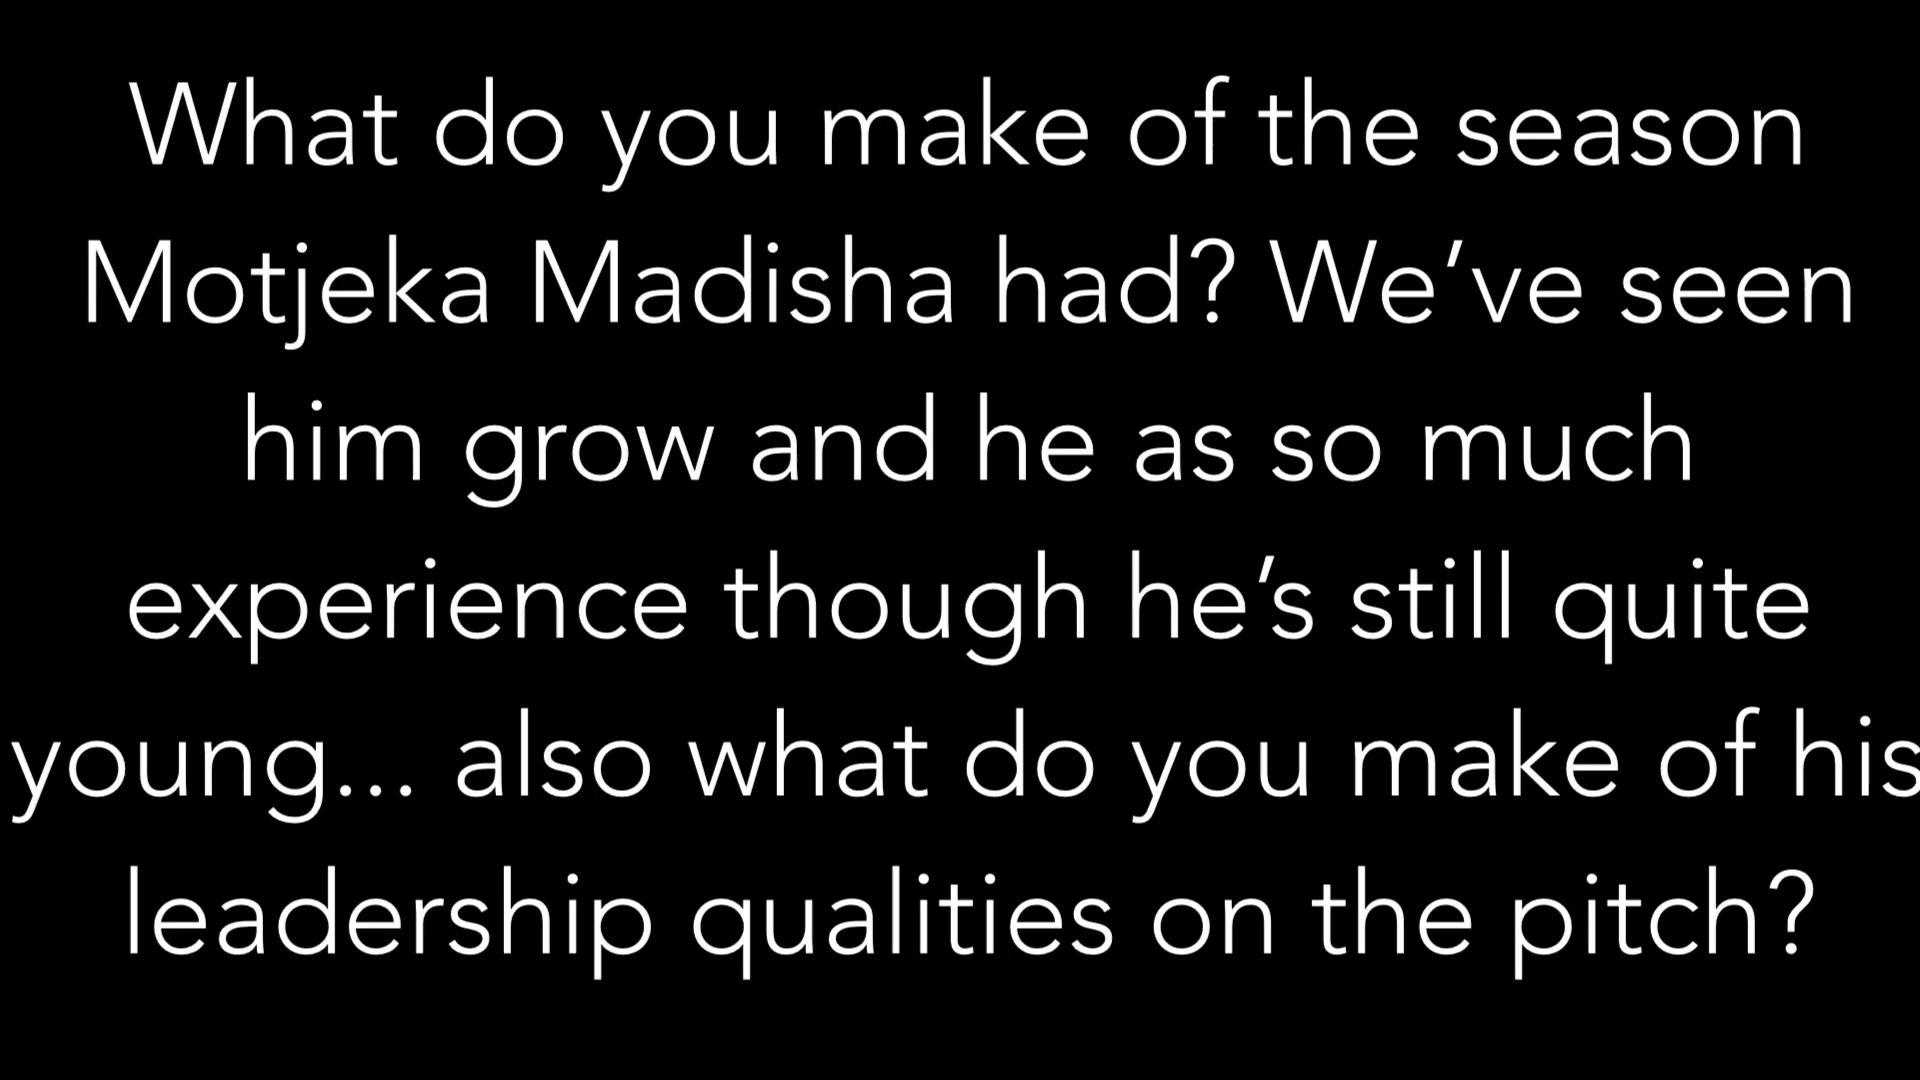 What do you make of the season
Motjeka Madisha had? We’ve seen
him grow and he as so much
experience though he’s still quite
young... also what do you make of his
leadership qualities on the pitch?